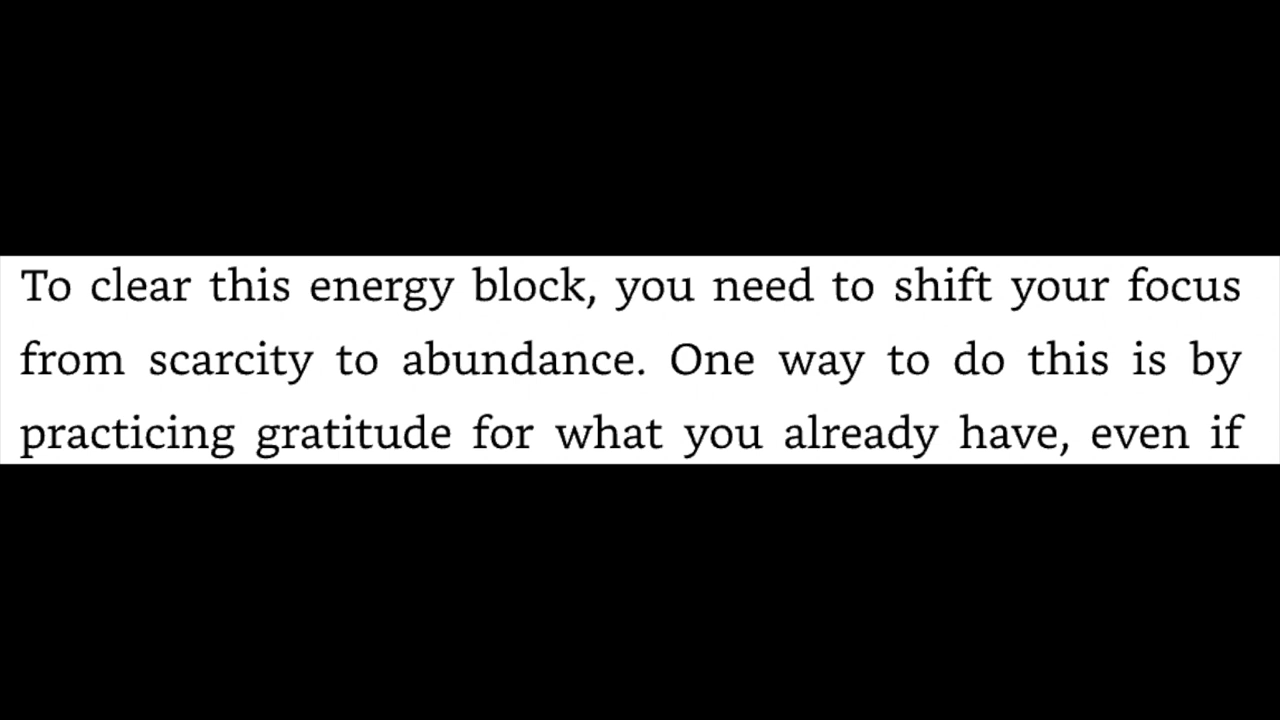 To clear this energy block, you need to shift your focus
from scarcity to abundance. One way to do this is by
practicing gratitude for what you already have, even if